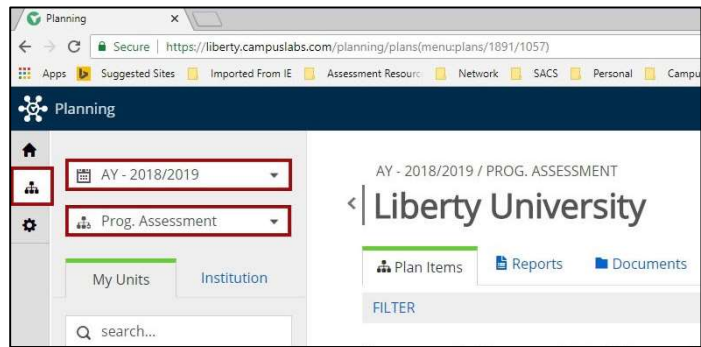 Planning
Secure | https://liberty.campuslabs.com/planning/plans(menu:plans/1891/1057)
Apps Suggested Sites Imported From IE Assessment Resourc Network SACS Personal Campu
Planning
AY - 2018/2019
Prog. Assessment
My Units Institution
search...
AY - 2018/2019 / PROG. ASSESSMENT
Liberty University
Plan Items Reports Documents
FILTER